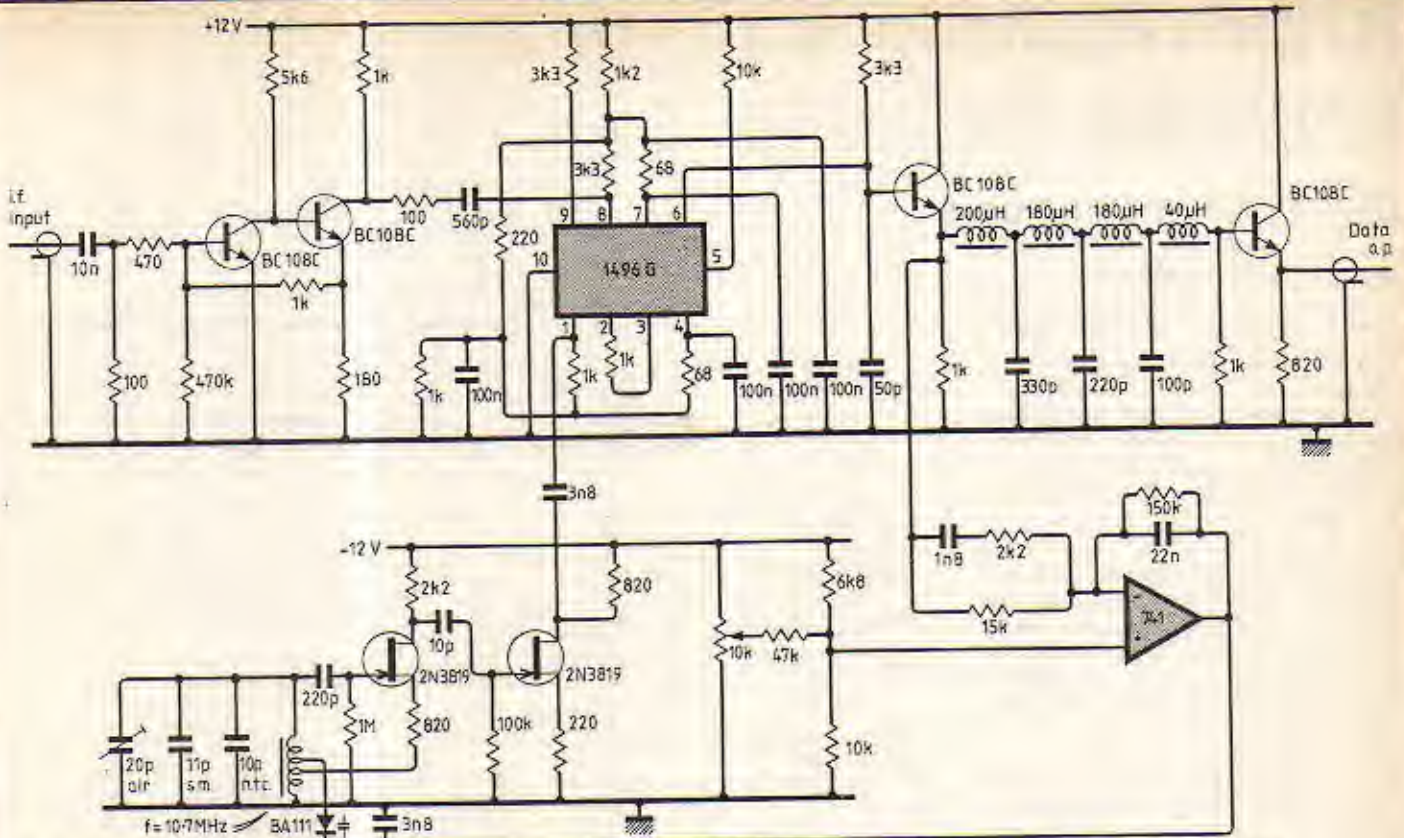 +12V
5k6
1k
3k3
1k2
10k
3k3
i.f.
input
10n
470
BC108C
BC108C
100
560p
220
3k3
68
9
8
7
6
10
5
1496 G
1
2
3
4
BC108C
200µH
180µH
180µH
40µH
BC108C
Data
o.p.
1k
100
470k
180
1k
100n
1k
1k
68
100n
100n
100n
50p
1k
330p
220p
100p
1k
820
3n8
-12V
2k2
10p
820
2N3819
2N3819
10k
47k
6k8
1n8
2k2
15k
150k
22n
741
-
+
220p
1M
820
100k
220
10k
20p
air
11p
s.m.
10p
n.t.c.
f=10·7MHz
BA111
3n8